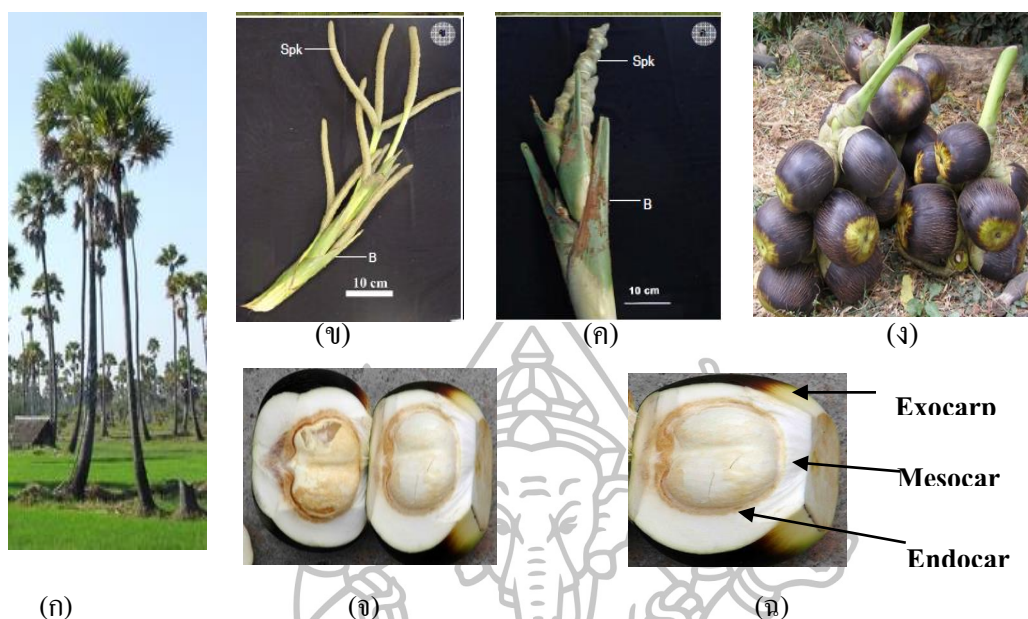 Spk
B
10 cm
Spk
B
10 cm
(ข)
(ค)
(ง)
Exocarp
Mesocar
Endocar
(ก)
(จ)
(ฉ)